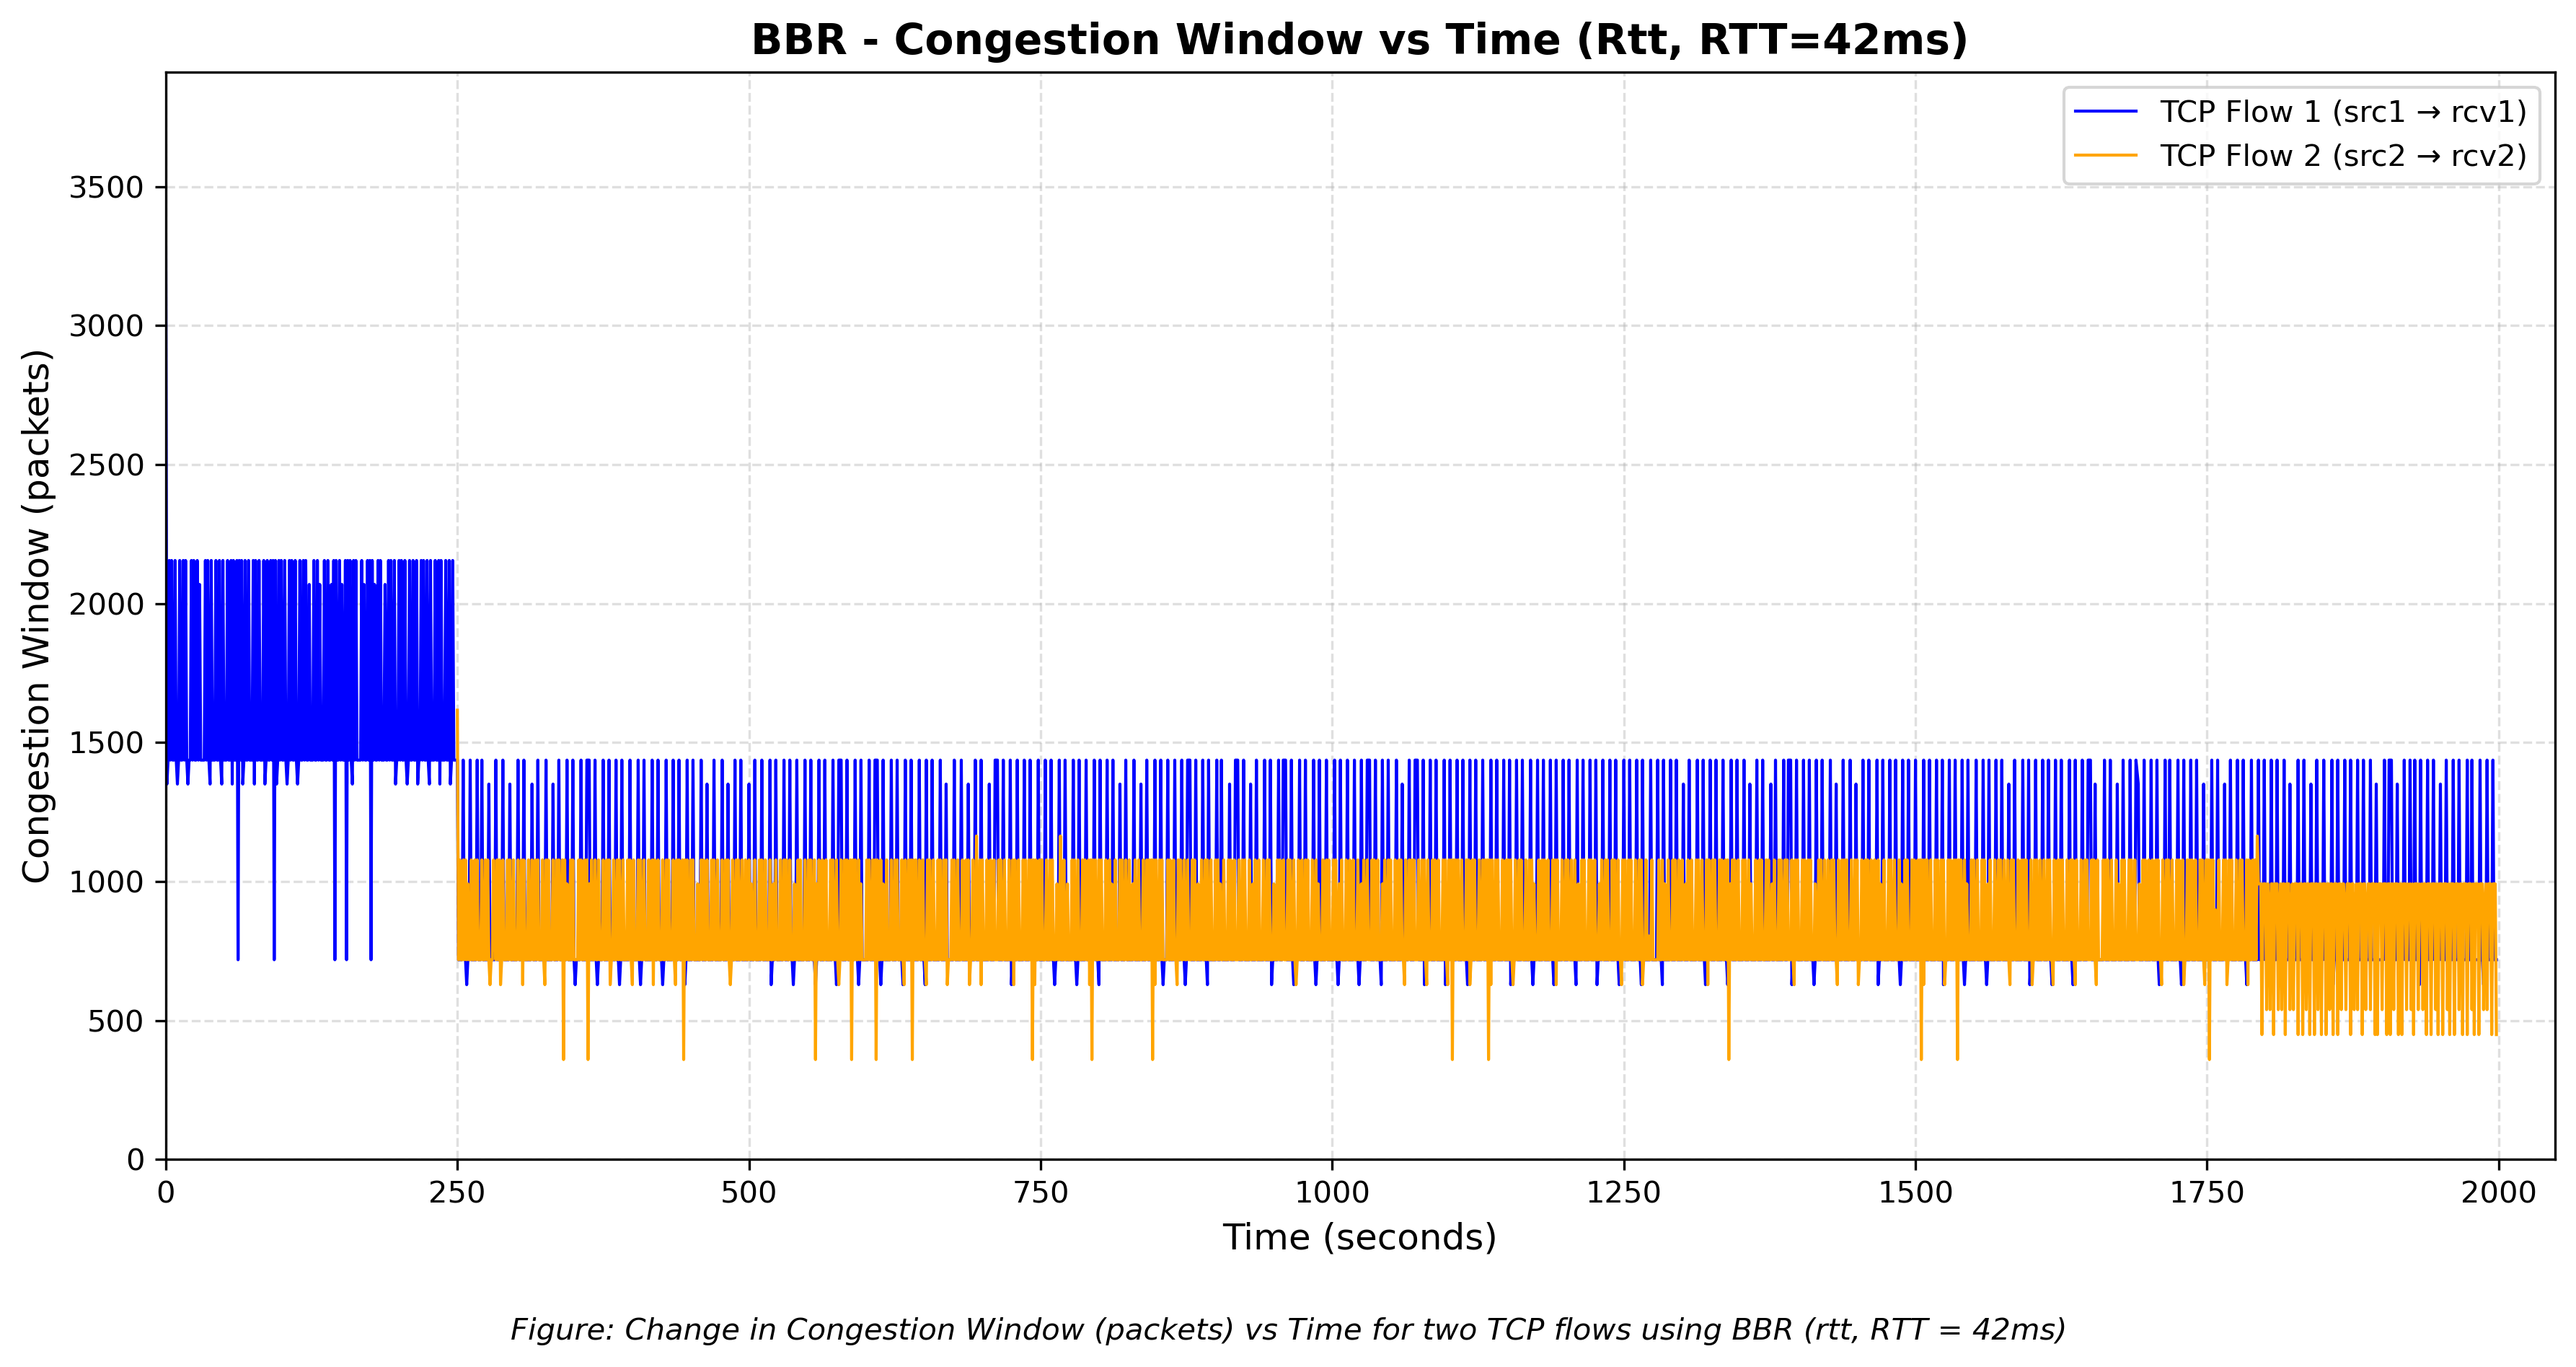 BBR - Congestion Window vs Time (Rtt, RTT=42ms)
TCP Flow 1 (src1 → rcv1)
TCP Flow 2 (src2 → rcv2)
Congestion Window (packets)
3500
3000
2500
2000
1500
1000
500
0
0 250 500 750 1000 1250 1500 1750 2000
Time (seconds)
Figure: Change in Congestion Window (packets) vs Time for two TCP flows using BBR (rtt, RTT = 42ms)